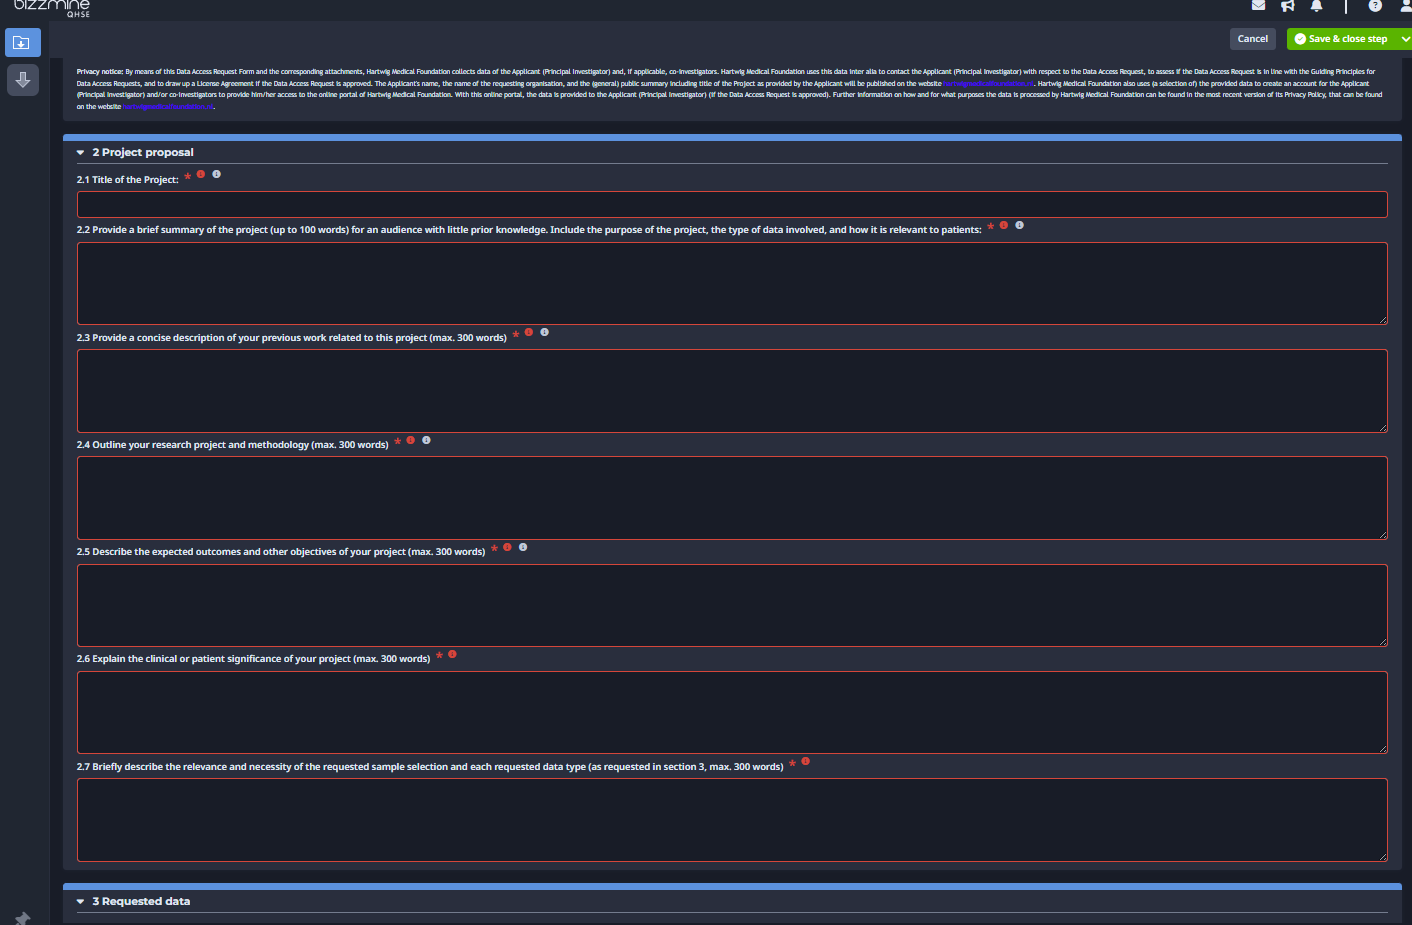 bizzmine
QHSE
Cancel
Save & close step
Privacy notice: By means of this Data Access Request Form and the corresponding attachments, Hartwig Medical Foundation collects data of the Applicant (Principal Investigator) and, if applicable, co-investigators. Hartwig Medical Foundation uses this data inter alia to contact the Applicant (Principal Investigator) with respect to the Data Access Request, to assess if the Data Access Request is in line with the Guiding Principles for
Data Access Requests, and to draw up a License Agreement if the Data Access Request is approved. The Applicant's name, the name of the requesting organisation, and the (general) public summary including title of the Project as provided by the Applicant will be published on the website . Hartwig Medical Foundation also uses (a selection of) the provided data to create an account for the Applicant
(Principal Investigator) and/or co-investigators to provide him/her access to the online portal of Hartwig Medical Foundation. With this online portal, the data is provided to the Applicant (Principal Investigator) (if the Data Access Request is approved). Further information on how and for what purposes the data is processed by Hartwig Medical Foundation can be found in the most recent version of its Privacy Policy, that can be found
on the website .
2 Project proposal
2.1 Title of the Project: *
2.2 Provide a brief summary of the project (up to 100 words) for an audience with little prior knowledge. Include the purpose of the project, the type of data involved, and how it is relevant to patients: *
2.3 Provide a concise description of your previous work related to this project (max. 300 words) *
2.4 Outline your research project and methodology (max. 300 words) *
2.5 Describe the expected outcomes and other objectives of your project (max. 300 words) *
2.6 Explain the clinical or patient significance of your project (max. 300 words) *
2.7 Briefly describe the relevance and necessity of the requested sample selection and each requested data type (as requested in section 3, max. 300 words) *
3 Requested data